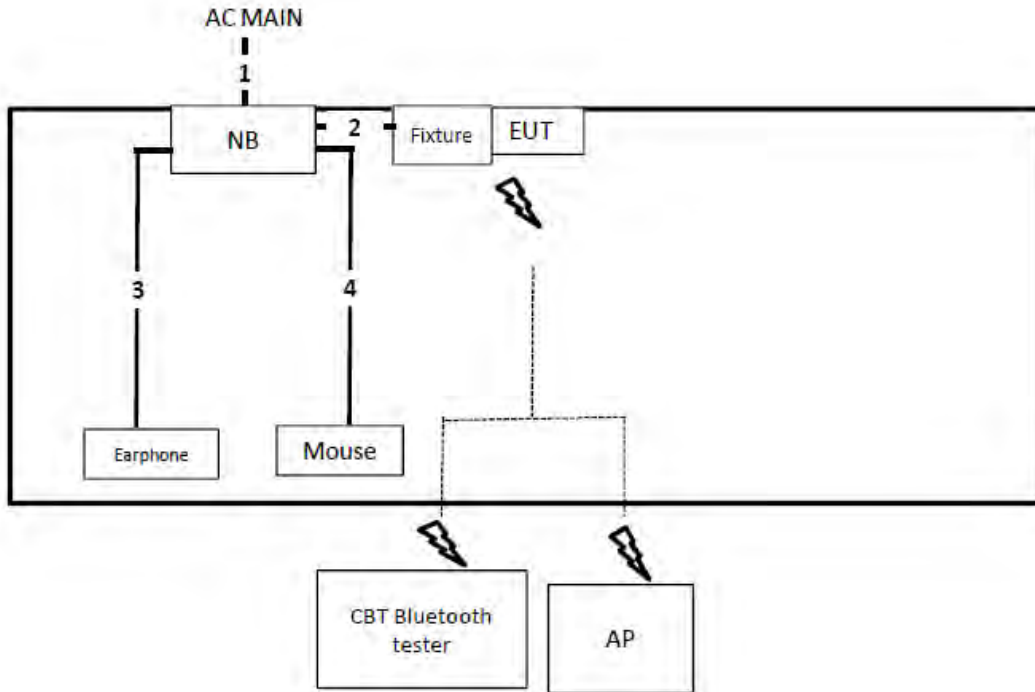 AC MAIN
1
NB
2
Fixture
EUT
3
4
Earphone
Mouse
CBT Bluetooth
tester
AP